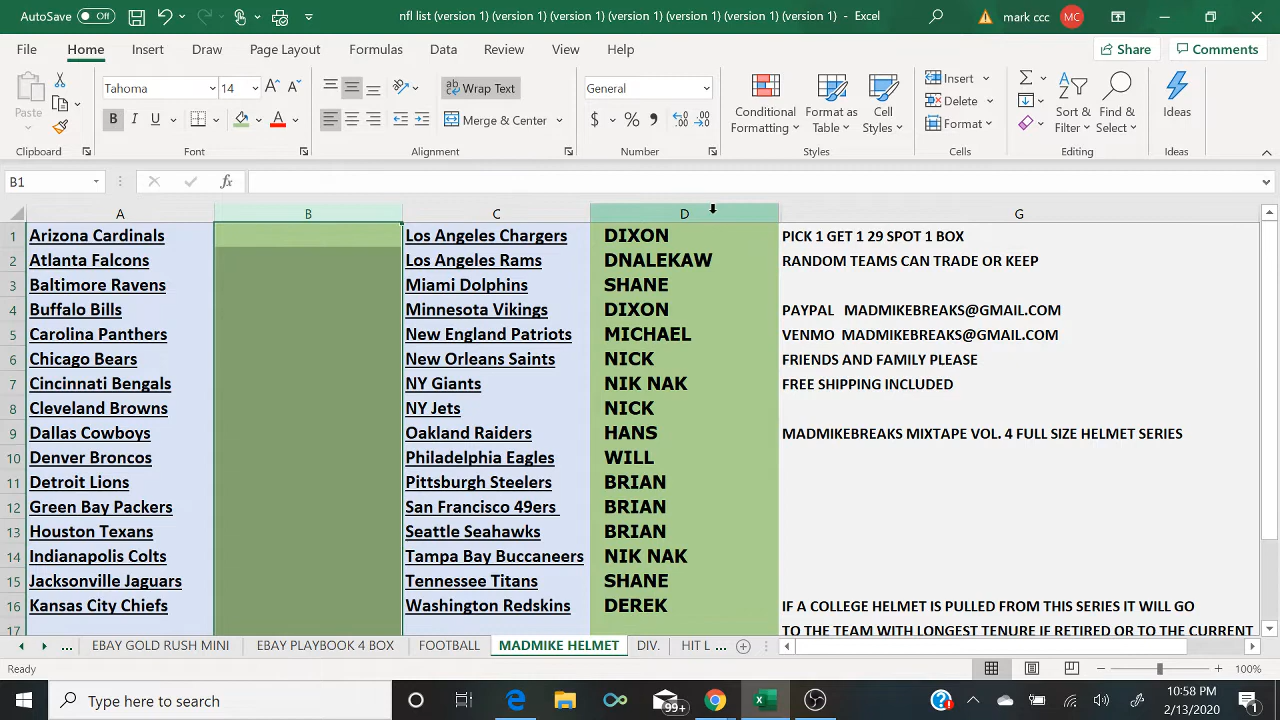 AutoSave Off nfl list (version 1) (version 1) (version 1) (version 1) (version 1) (version 1) (version 1) - Excel mark ccc MC
File Home Insert Draw Page Layout Formulas Data Review View Help Share Comments
Paste Tahoma 14 Wrap Text General Conditional Formatting Format as Table Cell Styles Insert Delete Format Sort & Filter Find & Select Ideas
B I U A Merge & Center $ %
Clipboard Font Alignment Number Styles Cells Editing Ideas
B1 fx
A B C D G
1 Arizona Cardinals Los Angeles Chargers DIXON PICK 1 GET 1 29 SPOT 1 BOX
2 Atlanta Falcons Los Angeles Rams DNALEKAW RANDOM TEAMS CAN TRADE OR KEEP
3 Baltimore Ravens Miami Dolphins SHANE
4 Buffalo Bills Minnesota Vikings DIXON PAYPAL MADMIKEBREAKS@GMAIL.COM
5 Carolina Panthers New England Patriots MICHAEL VENMO MADMIKEBREAKS@GMAIL.COM
6 Chicago Bears New Orleans Saints NICK FRIENDS AND FAMILY PLEASE
7 Cincinnati Bengals NY Giants NIK NAK FREE SHIPPING INCLUDED
8 Cleveland Browns NY Jets NICK
9 Dallas Cowboys Oakland Raiders HANS MADMIKEBREAKS MIXTAPE VOL. 4 FULL SIZE HELMET SERIES
10 Denver Broncos Philadelphia Eagles WILL
11 Detroit Lions Pittsburgh Steelers BRIAN
12 Green Bay Packers San Francisco 49ers BRIAN
13 Houston Texans Seattle Seahawks BRIAN
14 Indianapolis Colts Tampa Bay Buccaneers NIK NAK
15 Jacksonville Jaguars Tennessee Titans SHANE
16 Kansas City Chiefs Washington Redskins DEREK IF A COLLEGE HELMET IS PULLED FROM THIS SERIES IT WILL GO
17 TO THE TEAM WITH LONGEST TENURE IF RETIRED OR TO THE CURRENT
... EBAY GOLD RUSH MINI EBAY PLAYBOOK 4 BOX FOOTBALL MADMIKE HELMET DIV. HIT L ...
Ready 100%
Type here to search 99+ 10:58 PM
2/13/2020 1